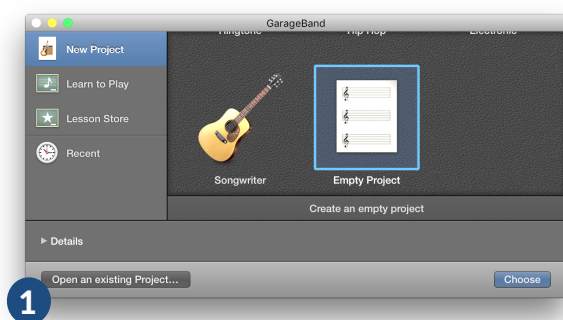 GarageBand
New Project
Learn to Play
Lesson Store
Recent
Ringtone
Hip Hop
Electronic
Songwriter
Empty Project
Create an empty project
Details
Open an existing Project...
Choose
1